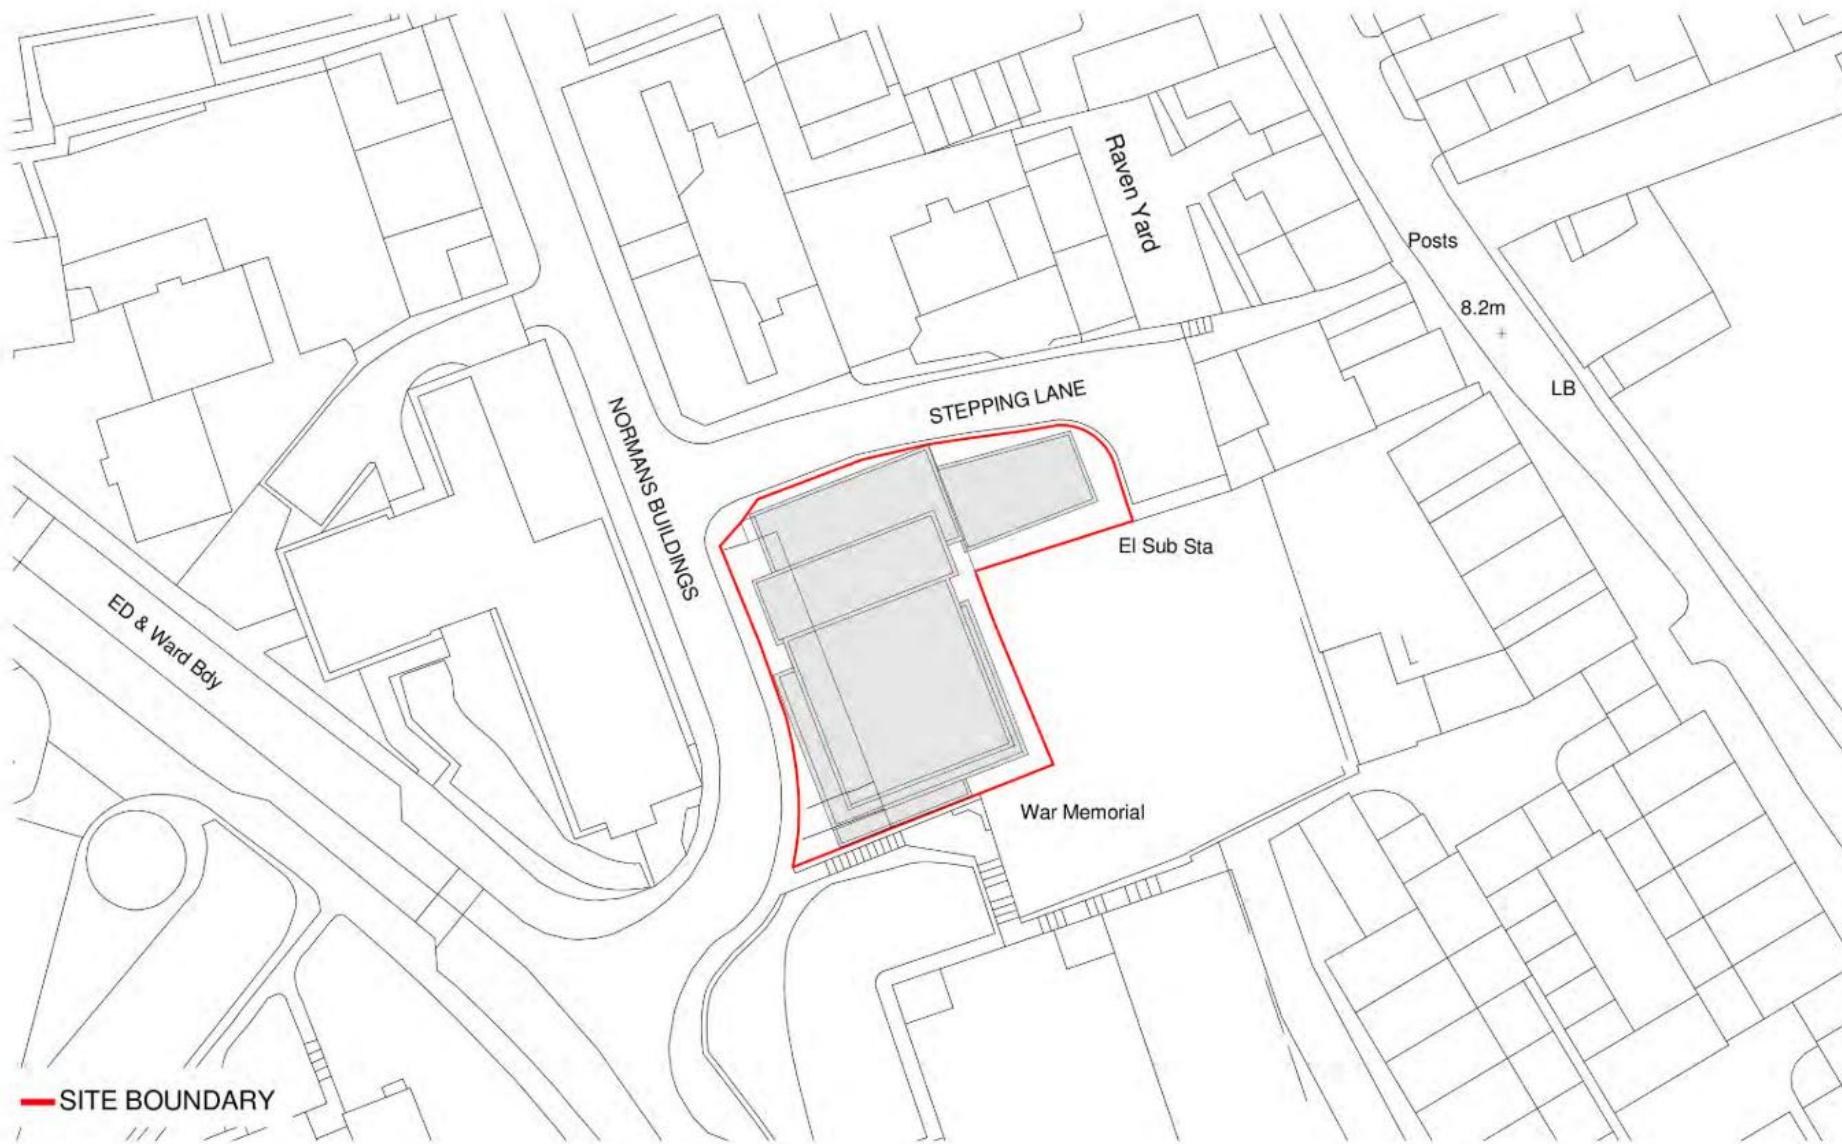 Raven Yard
Posts
8.2m
LB
STEPPING LANE
NORMANS BUILDINGS
El Sub Sta
ED & Ward Bdy
War Memorial
SITE BOUNDARY